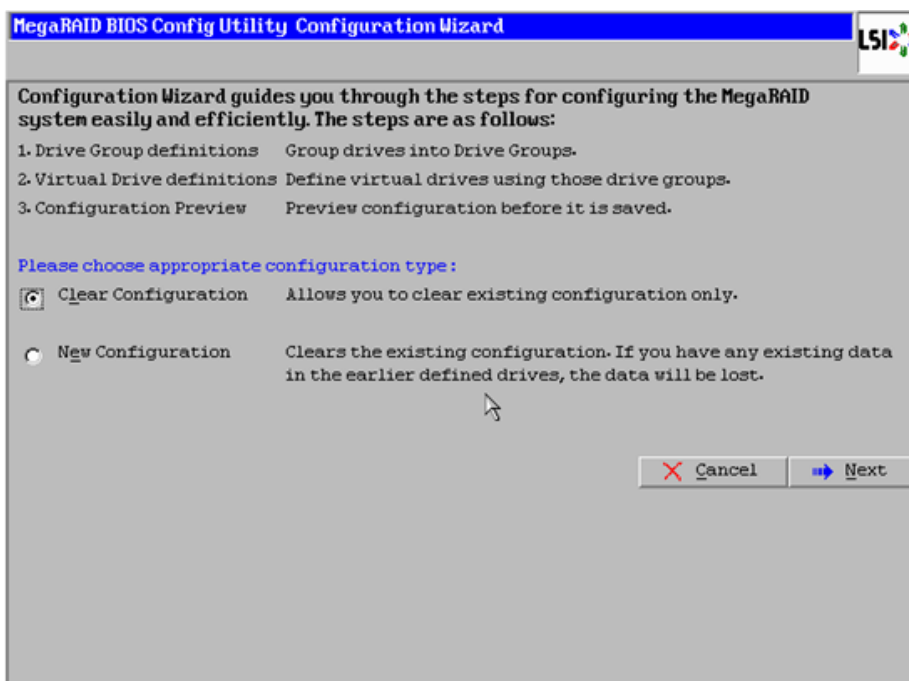 MegaRAID BIOS Config Utility Configuration Wizard
LSI
Configuration Wizard guides you through the steps for configuring the MegaRAID
system easily and efficiently. The steps are as follows:
1. Drive Group definitions Group drives into Drive Groups.
2. Virtual Drive definitions Define virtual drives using those drive groups.
3. Configuration Preview Preview configuration before it is saved.
Please choose appropriate configuration type:
Clear Configuration Allows you to clear existing configuration only.
New Configuration Clears the existing configuration. If you have any existing data
in the earlier defined drives, the data will be lost.
Cancel Next